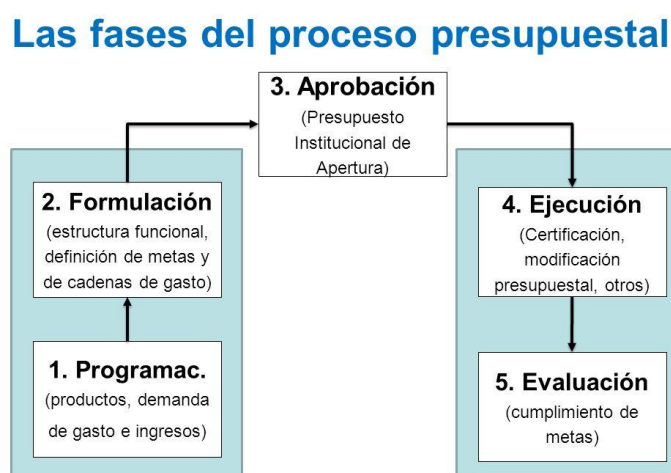 Las fases del proceso presupuestal
3. Aprobación
(Presupuesto
Institucional de
Apertura)
2. Formulación
(estructura funcional,
definición de metas y
de cadenas de gasto)
1. Programac.
(productos, demanda
de gasto e ingresos)
4. Ejecución
(Certificación,
modificación
presupuestal, otros)
5. Evaluación
(cumplimiento de
metas)